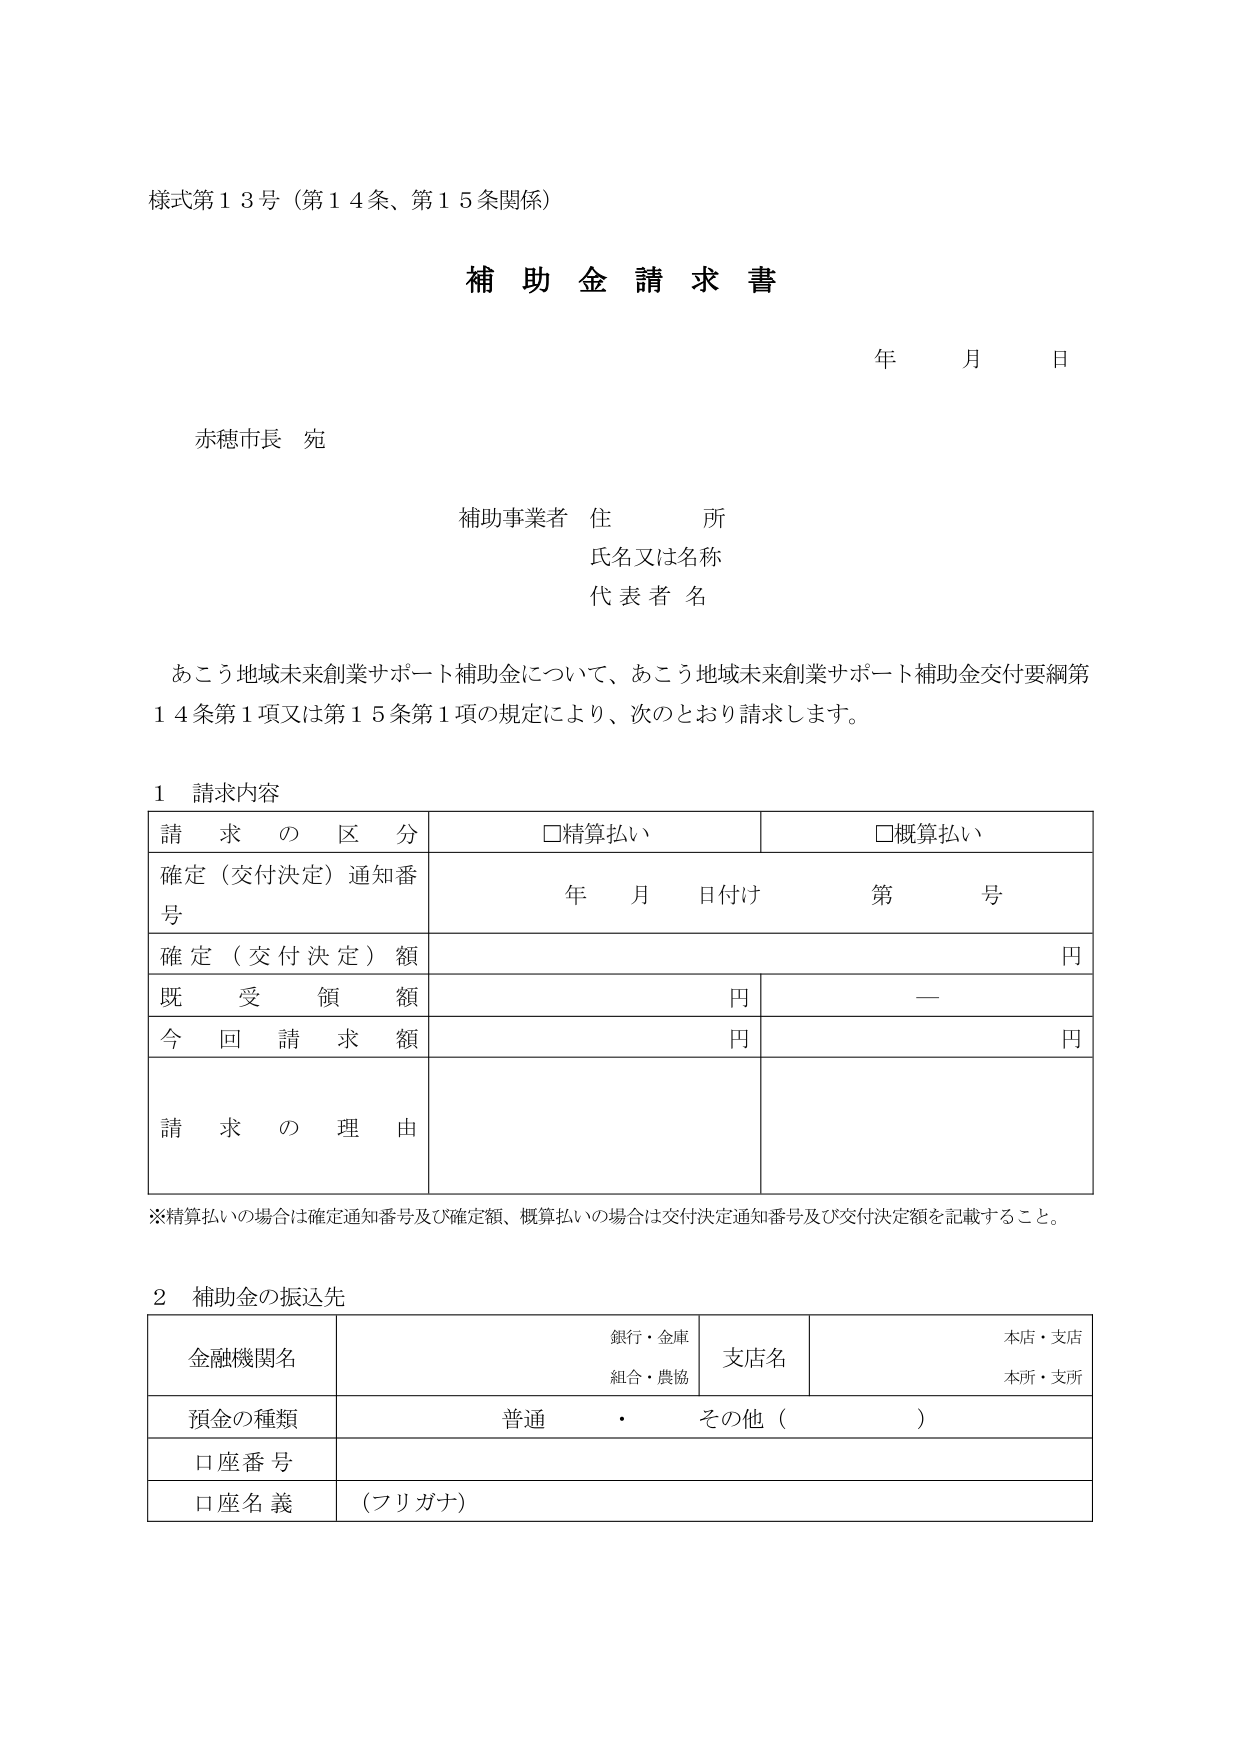 様式第１３号（第１４条、第１５条関係）
補　助　金　請　求　書
年　　　月　　　日
赤穂市長　宛
補助事業者　住　　　　所
氏名又は名称
代 表 者 名
あこう地域未来創業サポート補助金について、あこう地域未来創業サポート補助金交付要綱第
１４条第１項又は第１５条第１項の規定により、次のとおり請求します。
１　請求内容
請　求　の　区　分　□精算払い　□概算払い
確定（交付決定）通知番
号　年　月　日付け　　　第　　　号
確定（交付決定）額　円
既　受　領　額　円　―
今　回　請　求　額　円　円
請　求　の　理　由
※精算払いの場合は確定通知番号及び確定額、概算払いの場合は交付決定通知番号及び交付決定額を記載すること。
２　補助金の振込先
金融機関名　銀行・金庫　支店名　本店・支店
組合・農協　本所・支所
預金の種類　普通　　・　　その他（　　　　）
口座番号
口座名義　（フリガナ）